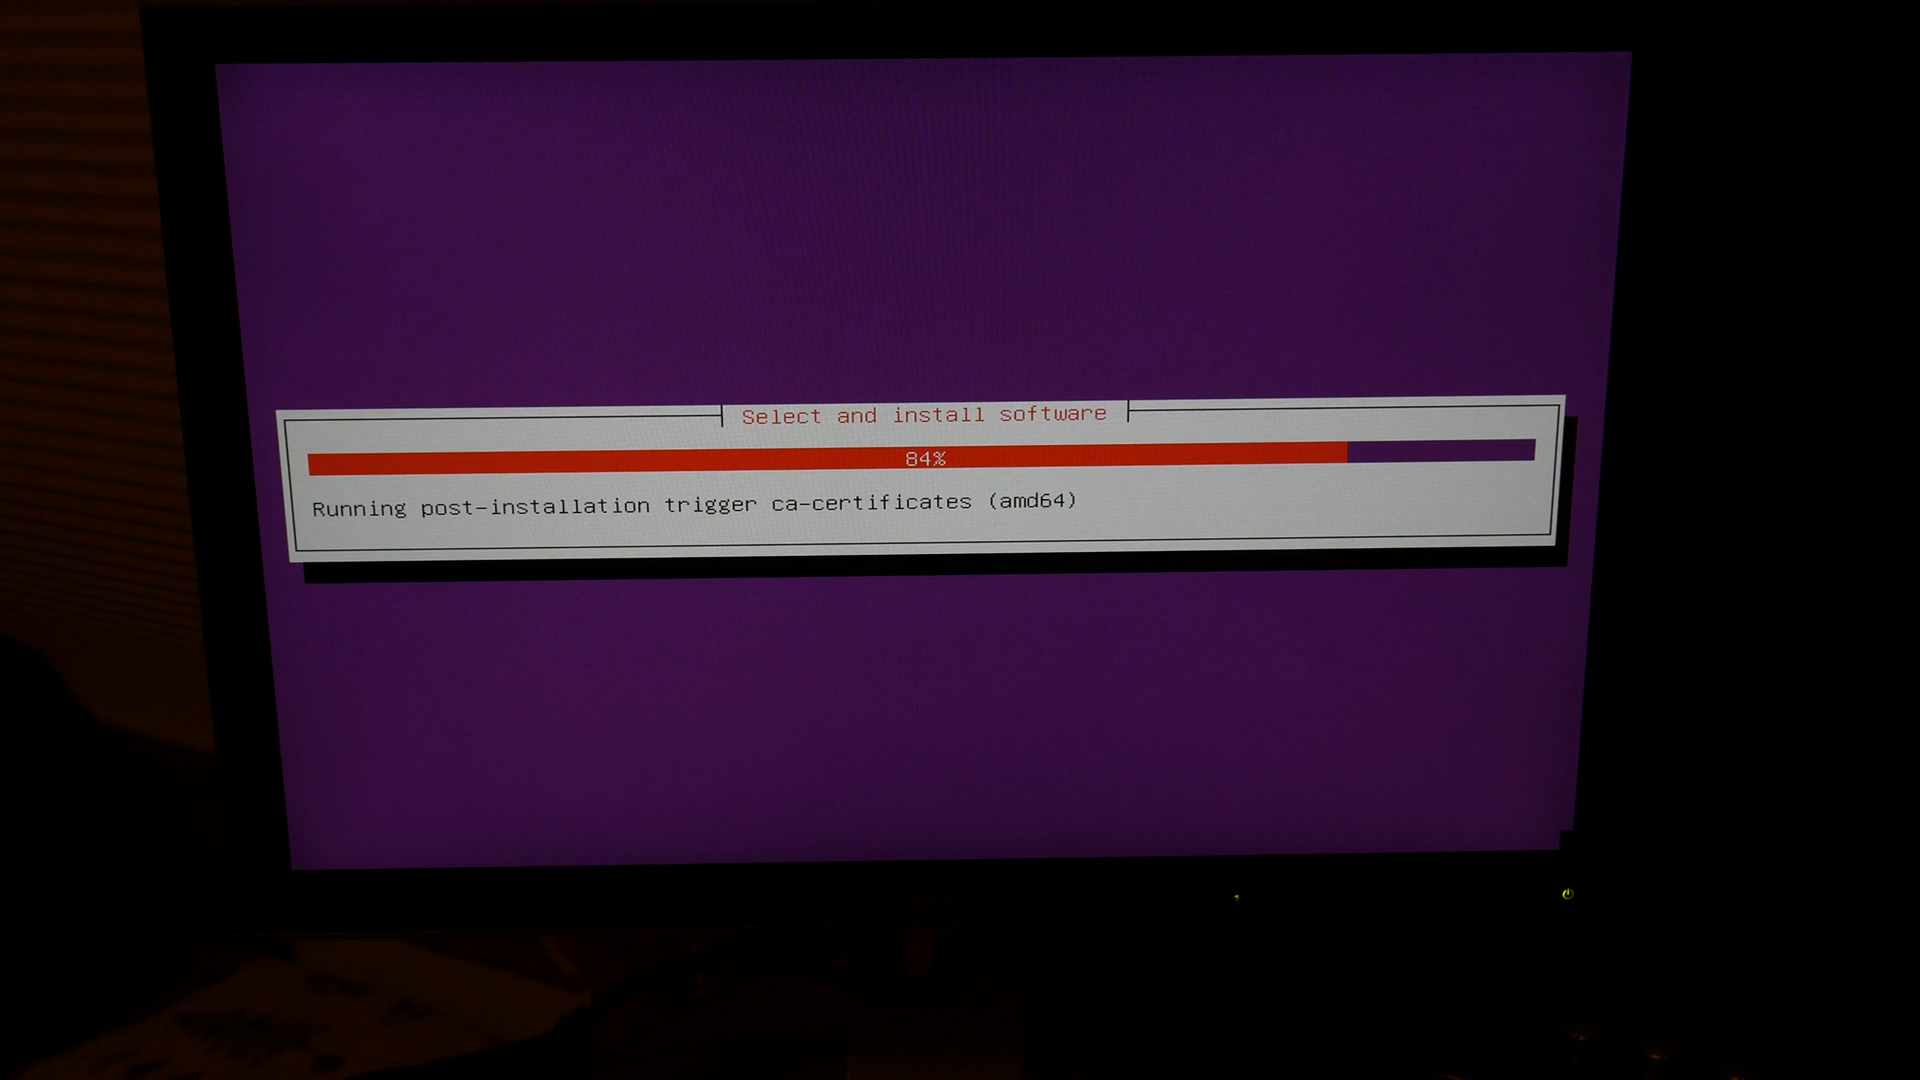 Select and install software
84%
Running post-installation trigger ca-certificates (amd64)